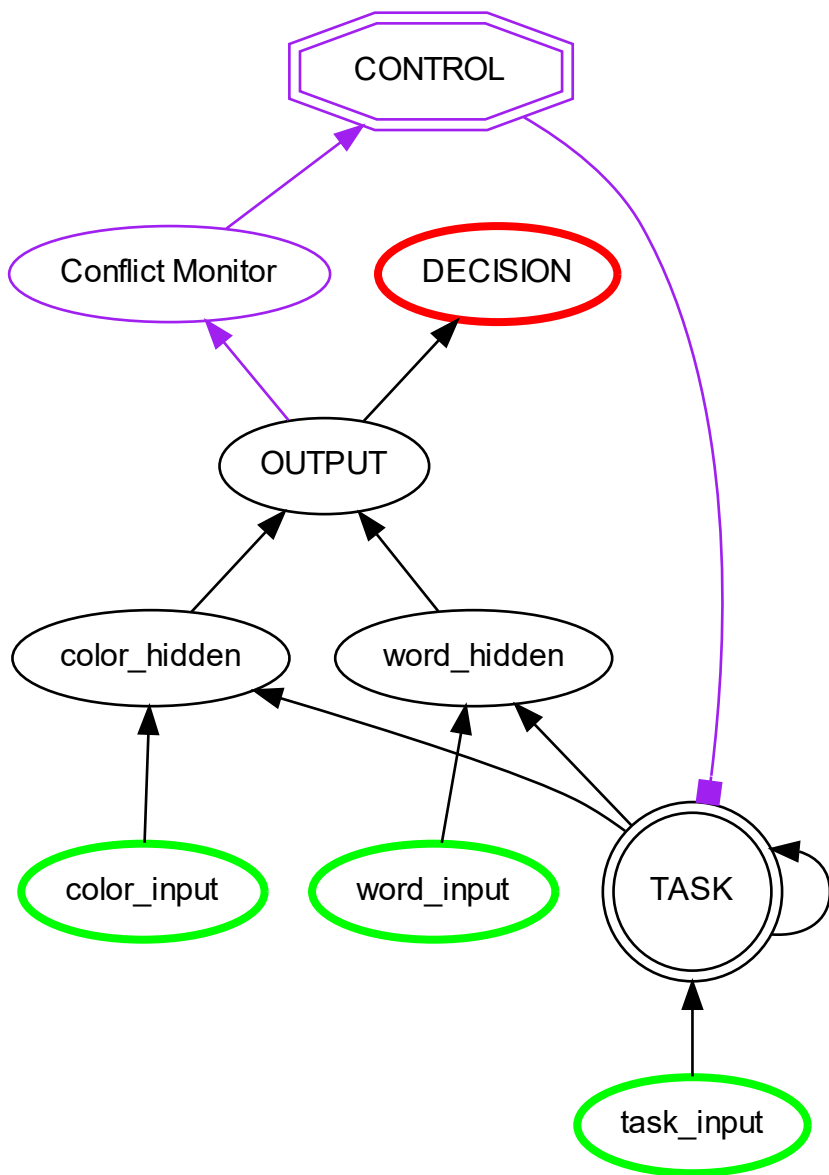 CONTROL
Conflict Monitor
DECISION
OUTPUT
color_hidden
word_hidden
color_input
word_input
TASK
task_input